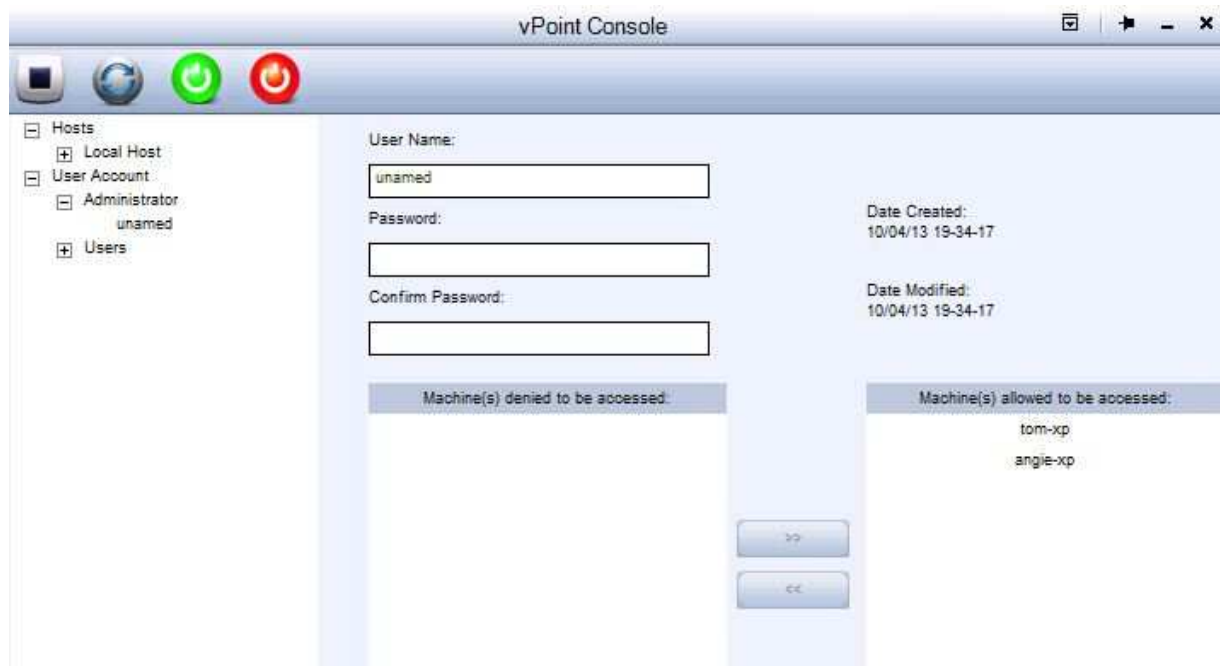 vPoint Console
Hosts
Local Host
User Account
Administrator
unamed
Users
User Name:
unamed
Password:
Confirm Password:
Date Created:
10/04/13 19-34-17
Date Modified:
10/04/13 19-34-17
Machine(s) denied to be accessed:
>>
<<
Machine(s) allowed to be accessed:
tom-xp
angie-xp